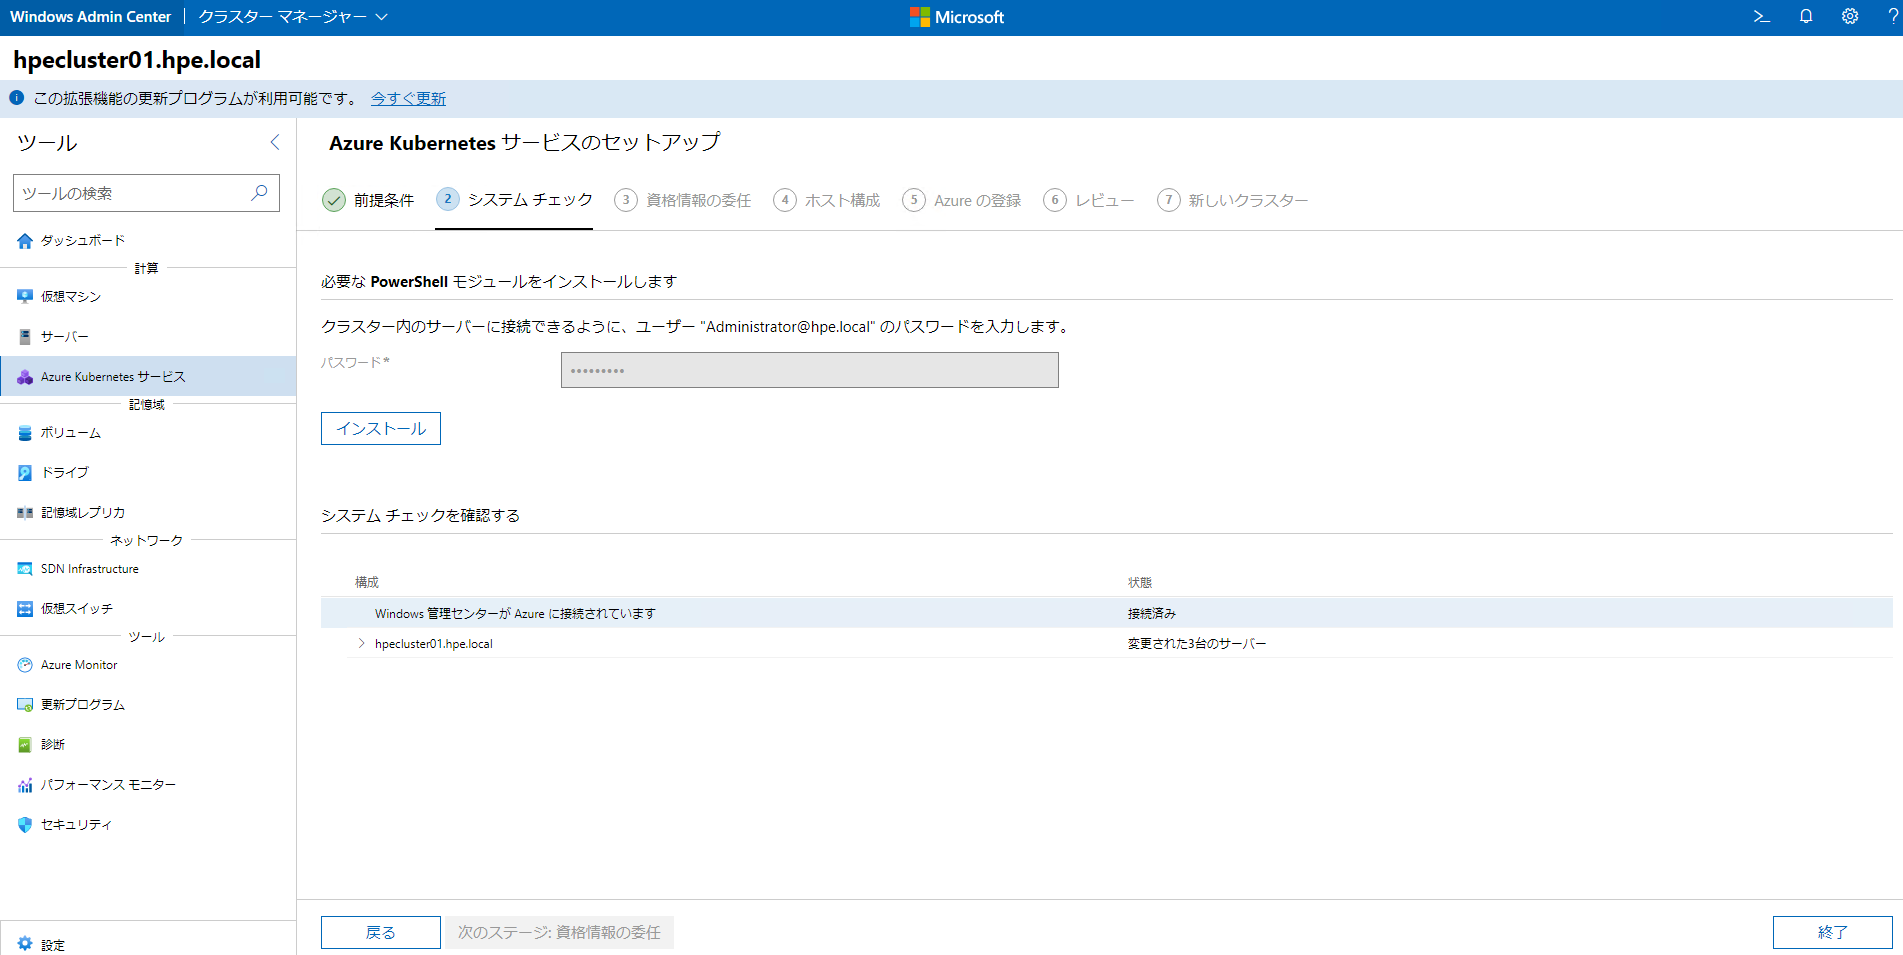 Windows Admin Center | クラスター マネージャー
Microsoft
?
hpecluster01.hpe.local
この拡張機能の更新プログラムが利用可能です。 今すぐ更新
ツール
ツールの検索
ダッシュボード
計算
仮想マシン
サーバー
Azure Kubernetes サービス
記憶域
ボリューム
ドライブ
記憶域レプリカ
ネットワーク
SDN Infrastructure
仮想スイッチ
ツール
Azure Monitor
更新プログラム
診断
パフォーマンス モニター
セキュリティ
設定
Azure Kubernetes サービスのセットアップ
前提条件 2 システム チェック 3 資格情報の委任 4 ホスト構成 5 Azure の登録 6 レビュー 7 新しいクラスター
必要な PowerShell モジュールをインストールします
クラスター内のサーバーに接続できるように、ユーザー "Administrator@hpe.local" のパスワードを入力します。
パスワード* •••••••••
インストール
システム チェックを確認する
構成 状態
Windows 管理センターが Azure に接続されています 接続済み
hpecluster01.hpe.local 変更された3台のサーバー
戻る 次のステージ: 資格情報の委任 終了